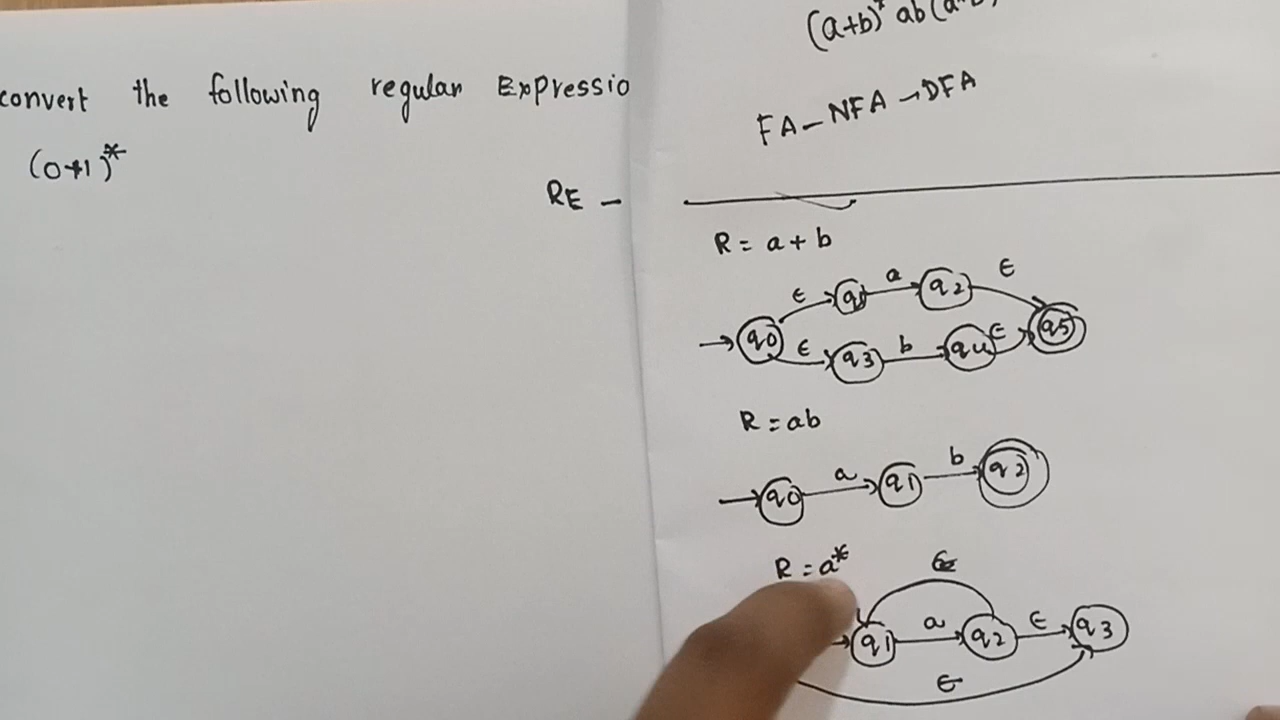 convert the following regular Expressio
(0+1)*
RE -
(a+b)* ab
FA - NFA → DFA
R = a + b
ε a ε
q0 q1 q2 q5
ε q3 b q4 ε
R = ab
q0 a q1 b q2
R = a*
ε
q1 a q2 ε q3
ε